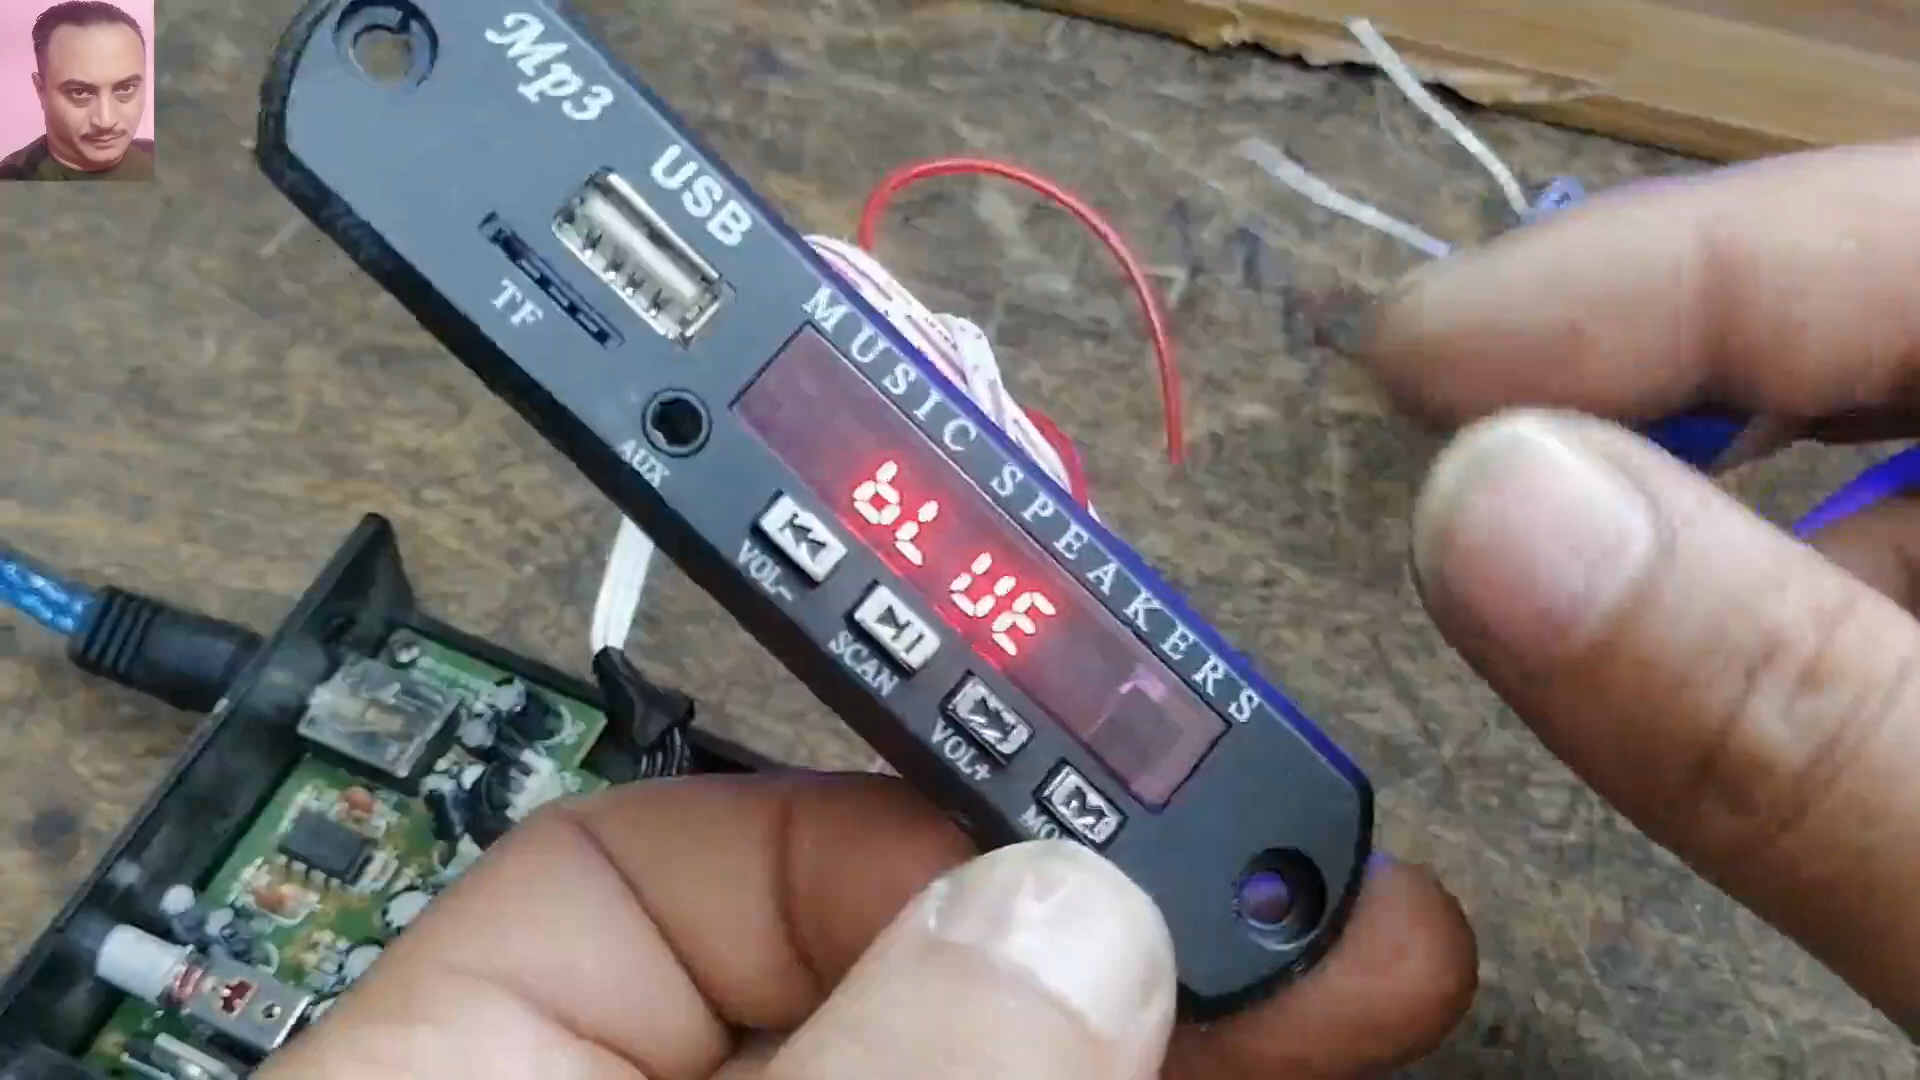 Mp3
USB
TF
AUX
MUSIC SPEAKERS
bLUE
VOL-
SCAN
VOL+